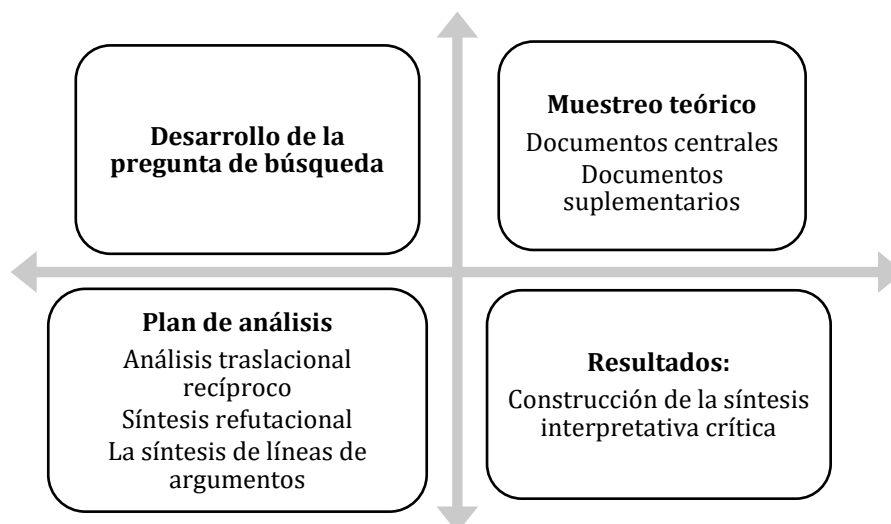 Desarrollo de la
pregunta de búsqueda
Muestreo teórico
Documentos centrales
Documentos
suplementarios
Plan de análisis
Análisis traslacional
recíproco
Síntesis refutacional
La síntesis de líneas de
argumentos
Resultados:
Construcción de la síntesis
interpretativa crítica